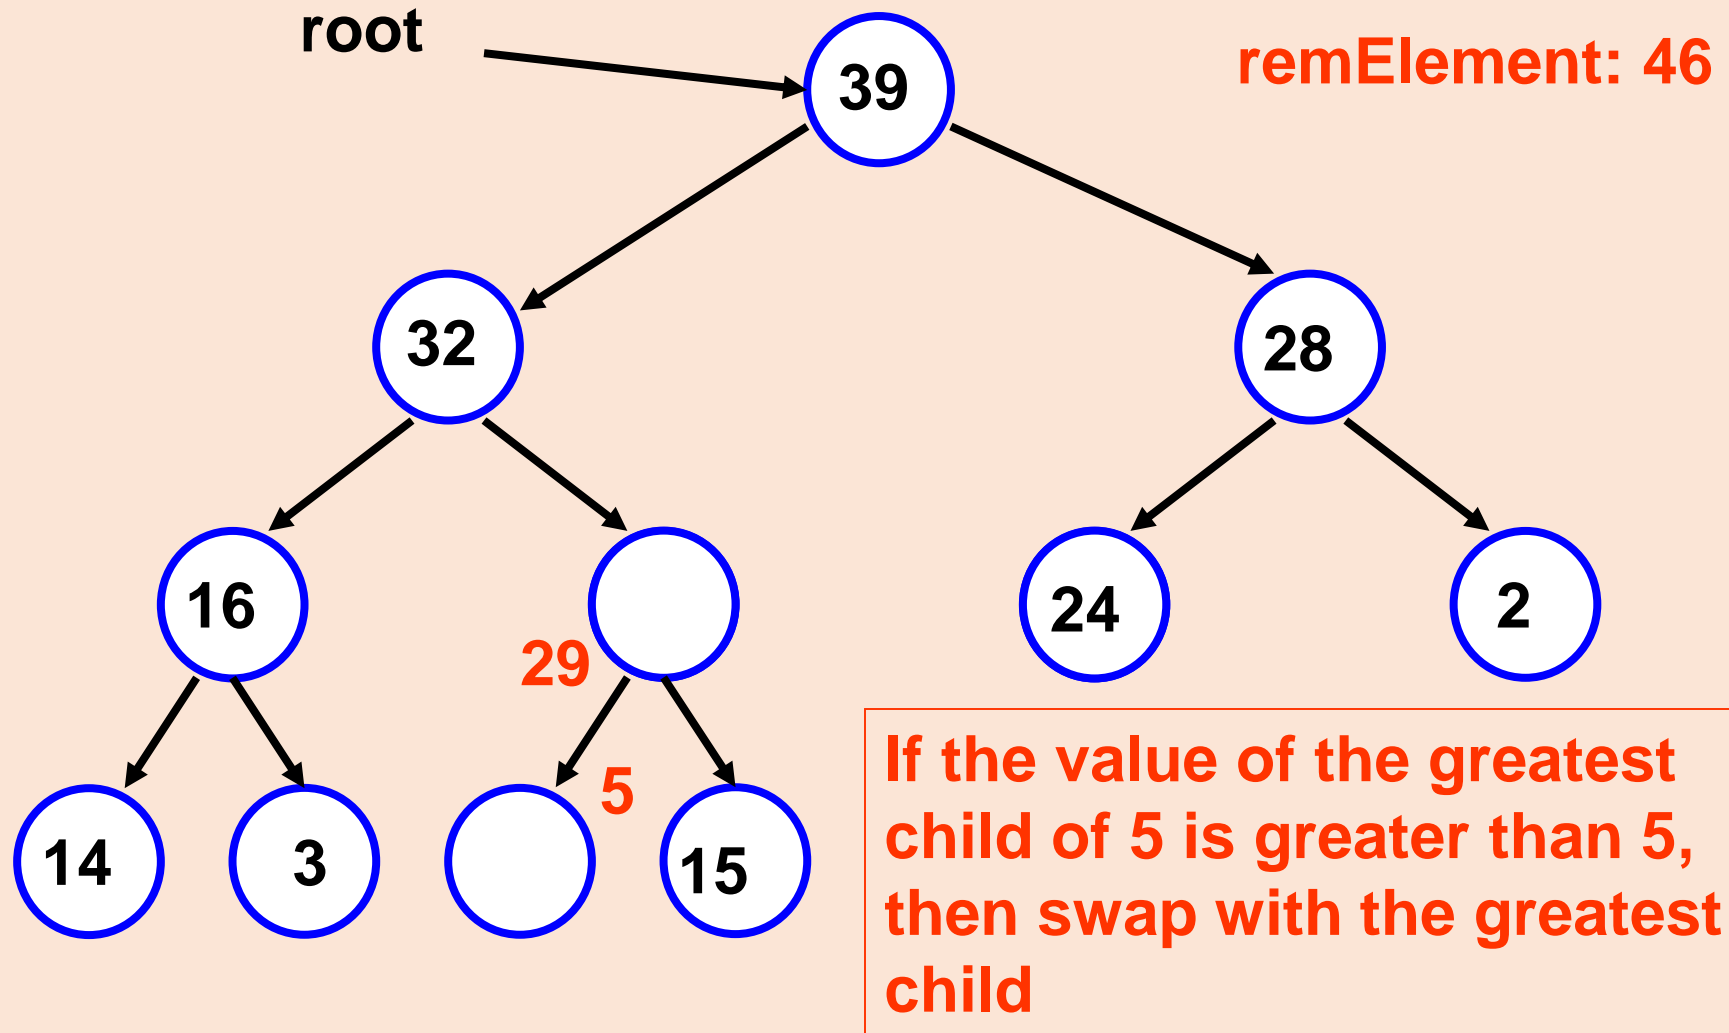 root
remElement: 46
39
32
28
16
24
2
29
5
14
3
15
If the value of the greatest
child of 5 is greater than 5,
then swap with the greatest
child